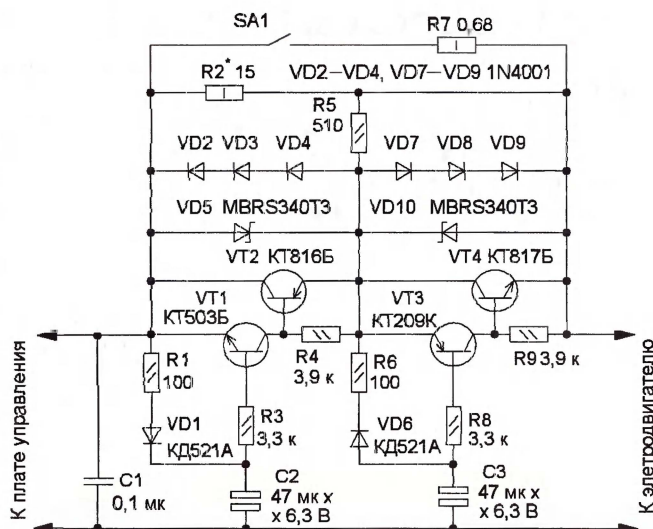 SA1
R7 0,68
R2* 15
VD2–VD4, VD7–VD9 1N4001
R5
510
VD2 VD3 VD4 VD7 VD8 VD9
VD5 MBRS340T3 VD10 MBRS340T3
VT2 КТ816Б VT4 КТ817Б
VT1
КТ503Б
VT3
КТ209К
R4
3,9 к
R9 3,9 к
R1
100
R6
100
VD1
КД521А
R3
3,3 к
VD6
КД521А
R8
3,3 к
C1
0,1 мк
C2
47 мк x
x 6,3 В
C3
47 мк x
x 6,3 В
К плате управления
К элетродвигателю